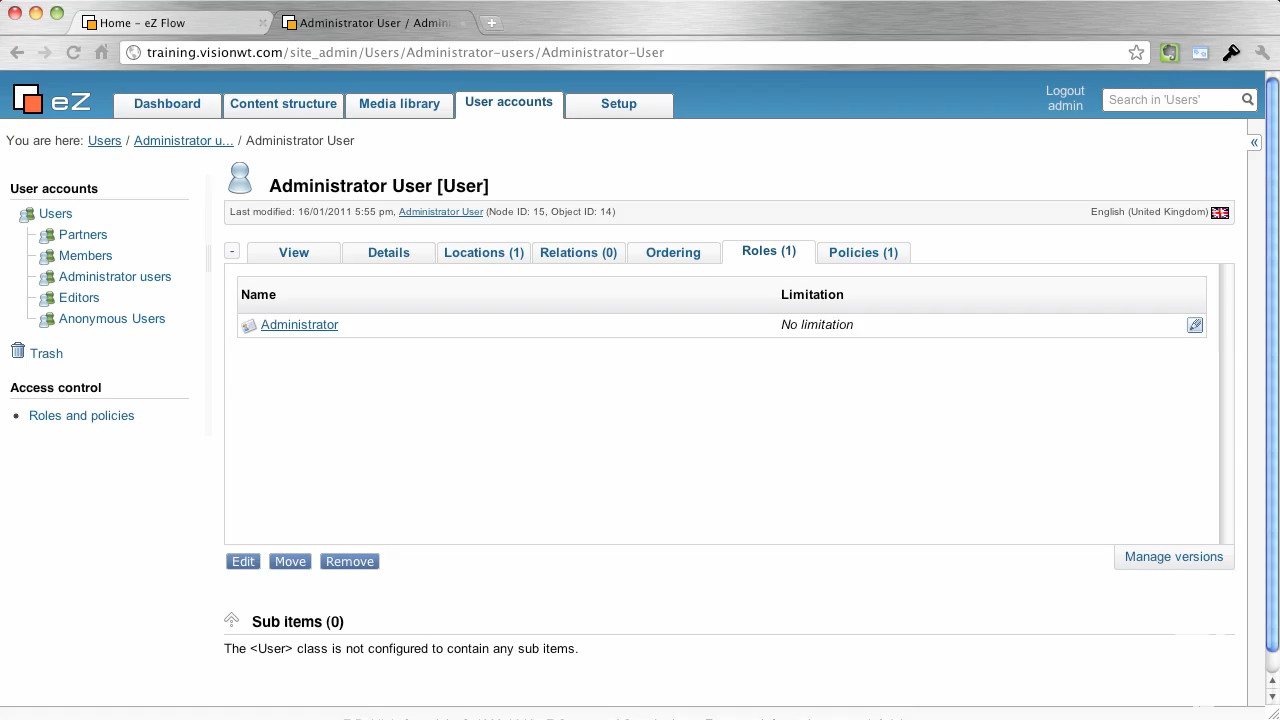 Home – eZ Flow
Administrator User / Admin
training.visionwt.com/site_admin/Users/Administrator-users/Administrator-User
eZ
Dashboard
Content structure
Media library
User accounts
Setup
Logout
admin
Search in 'Users'
You are here: Users / Administrator u... / Administrator User
«
User accounts
Users
Partners
Members
Administrator users
Editors
Anonymous Users
Trash
Access control
Roles and policies
Administrator User [User]
Last modified: 16/01/2011 5:55 pm, Administrator User (Node ID: 15, Object ID: 14)
English (United Kingdom)
-
View
Details
Locations (1)
Relations (0)
Ordering
Roles (1)
Policies (1)
Name
Limitation
Administrator
No limitation
Edit
Move
Remove
Manage versions
Sub items (0)
The <User> class is not configured to contain any sub items.